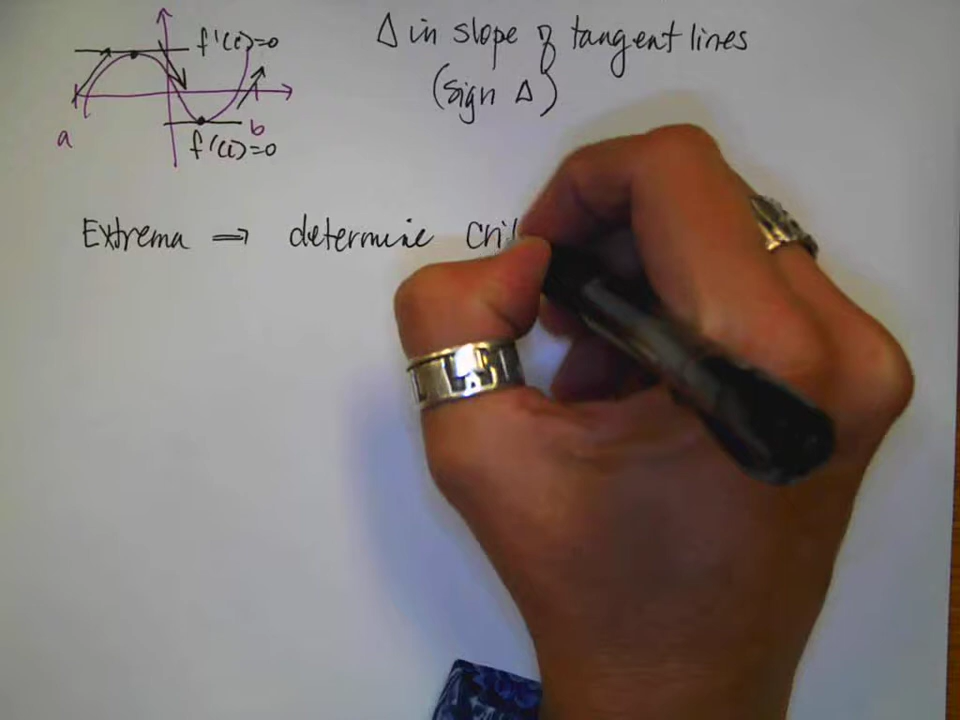 f'(c)=0
Δ in slope of tangent lines
(sign Δ)
a
b
f'(c)=0
Extrema ⇒ determine